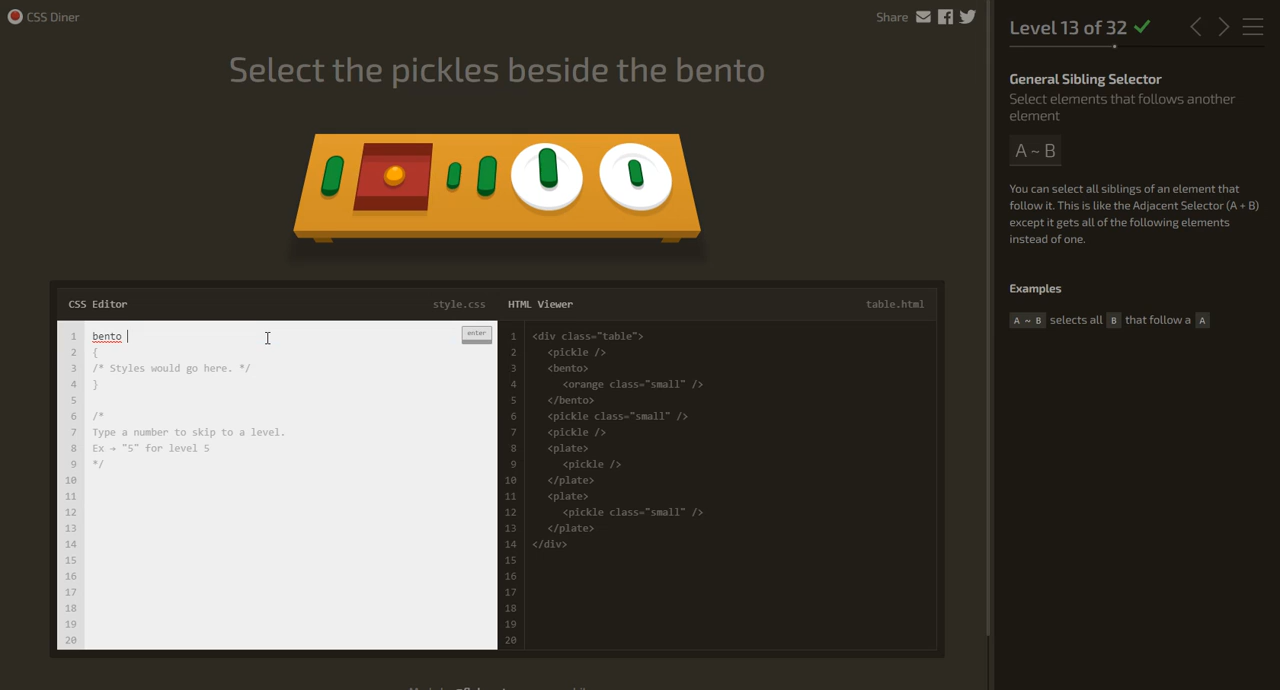 CSS Diner
Share
Select the pickles beside the bento
CSS Editor
style.css
1 bento
enter
2 {
3 /* Styles would go here. */
4 }
5
6 /*
7 Type a number to skip to a level.
8 Ex → "5" for level 5
9 */
10
11
12
13
14
15
16
17
18
19
20
HTML Viewer
table.html
1 <div class="table">
2 <pickle />
3 <bento>
4 <orange class="small" />
5 </bento>
6 <pickle class="small" />
7 <pickle />
8 <plate>
9 <pickle />
10 </plate>
11 <plate>
12 <pickle class="small" />
13 </plate>
14 </div>
15
16
17
18
19
20
Level 13 of 32
General Sibling Selector
Select elements that follows another
element
A ~ B
You can select all siblings of an element that
follow it. This is like the Adjacent Selector (A + B)
except it gets all of the following elements
instead of one.
Examples
A ~ B selects all B that follow a A